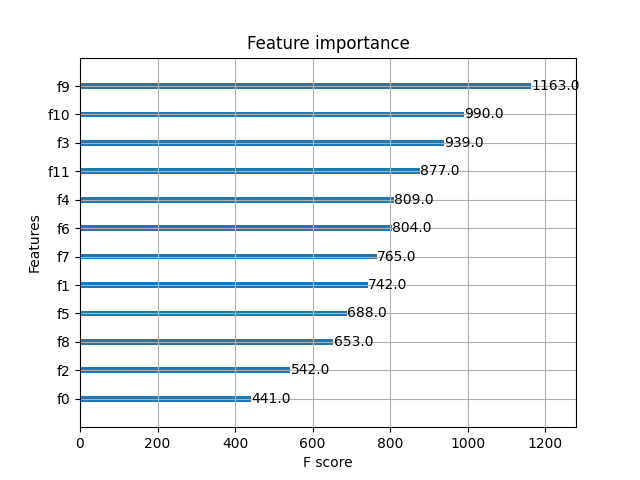 Feature importance
f9 1163.0
f10 990.0
f3 939.0
f11 877.0
f4 809.0
f6 804.0
f7 765.0
f1 742.0
f5 688.0
f8 653.0
f2 542.0
f0 441.0
Features
0 200 400 600 800 1000 1200
F score